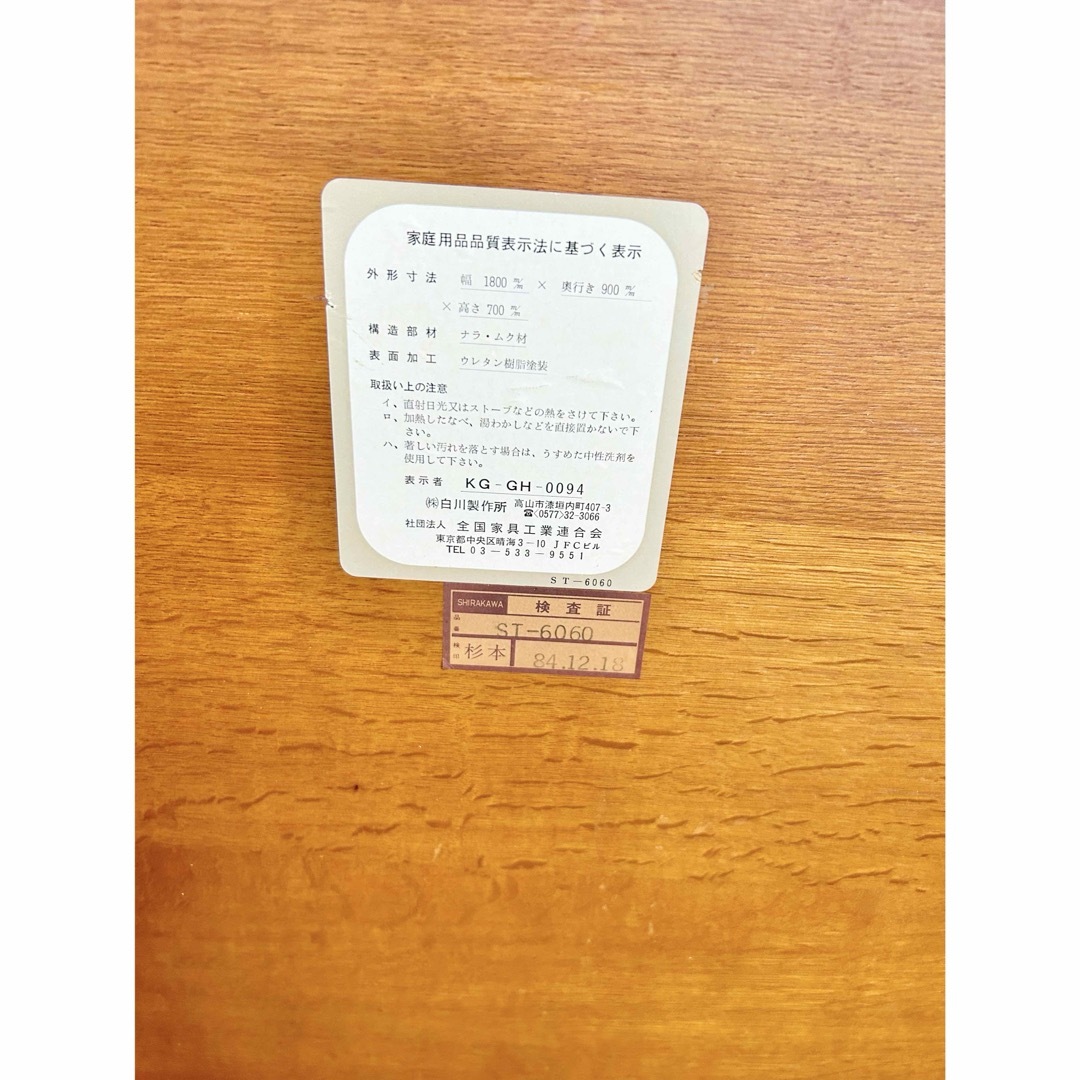 家庭用品品質表示法に基づく表示
外形寸法 幅 1800 m/m × 奥行き 900 m/m
× 高さ 700 m/m
構造部材 ナラ・ムク材
表面加工 ウレタン樹脂塗装
取扱い上の注意
イ、直射日光又はストーブなどの熱をさけて下さい。
ロ、加熱したなべ、湯わかしなどを直接置かないで下
さい。
ハ、著しい汚れを落とす場合は、うすめた中性洗剤を
使用して下さい。
表示者 KG-GH-0094
㈱白川製作所 高山市漆垣内町407-3
☎(0577)32-3066
社団法人 全国家具工業連合会
東京都中央区晴海3-10 JFCビル
TEL 03-533-9551
ST-6060
SHIRAKAWA 検査証
品番 ST-6060
検印 杉本 84.12.18